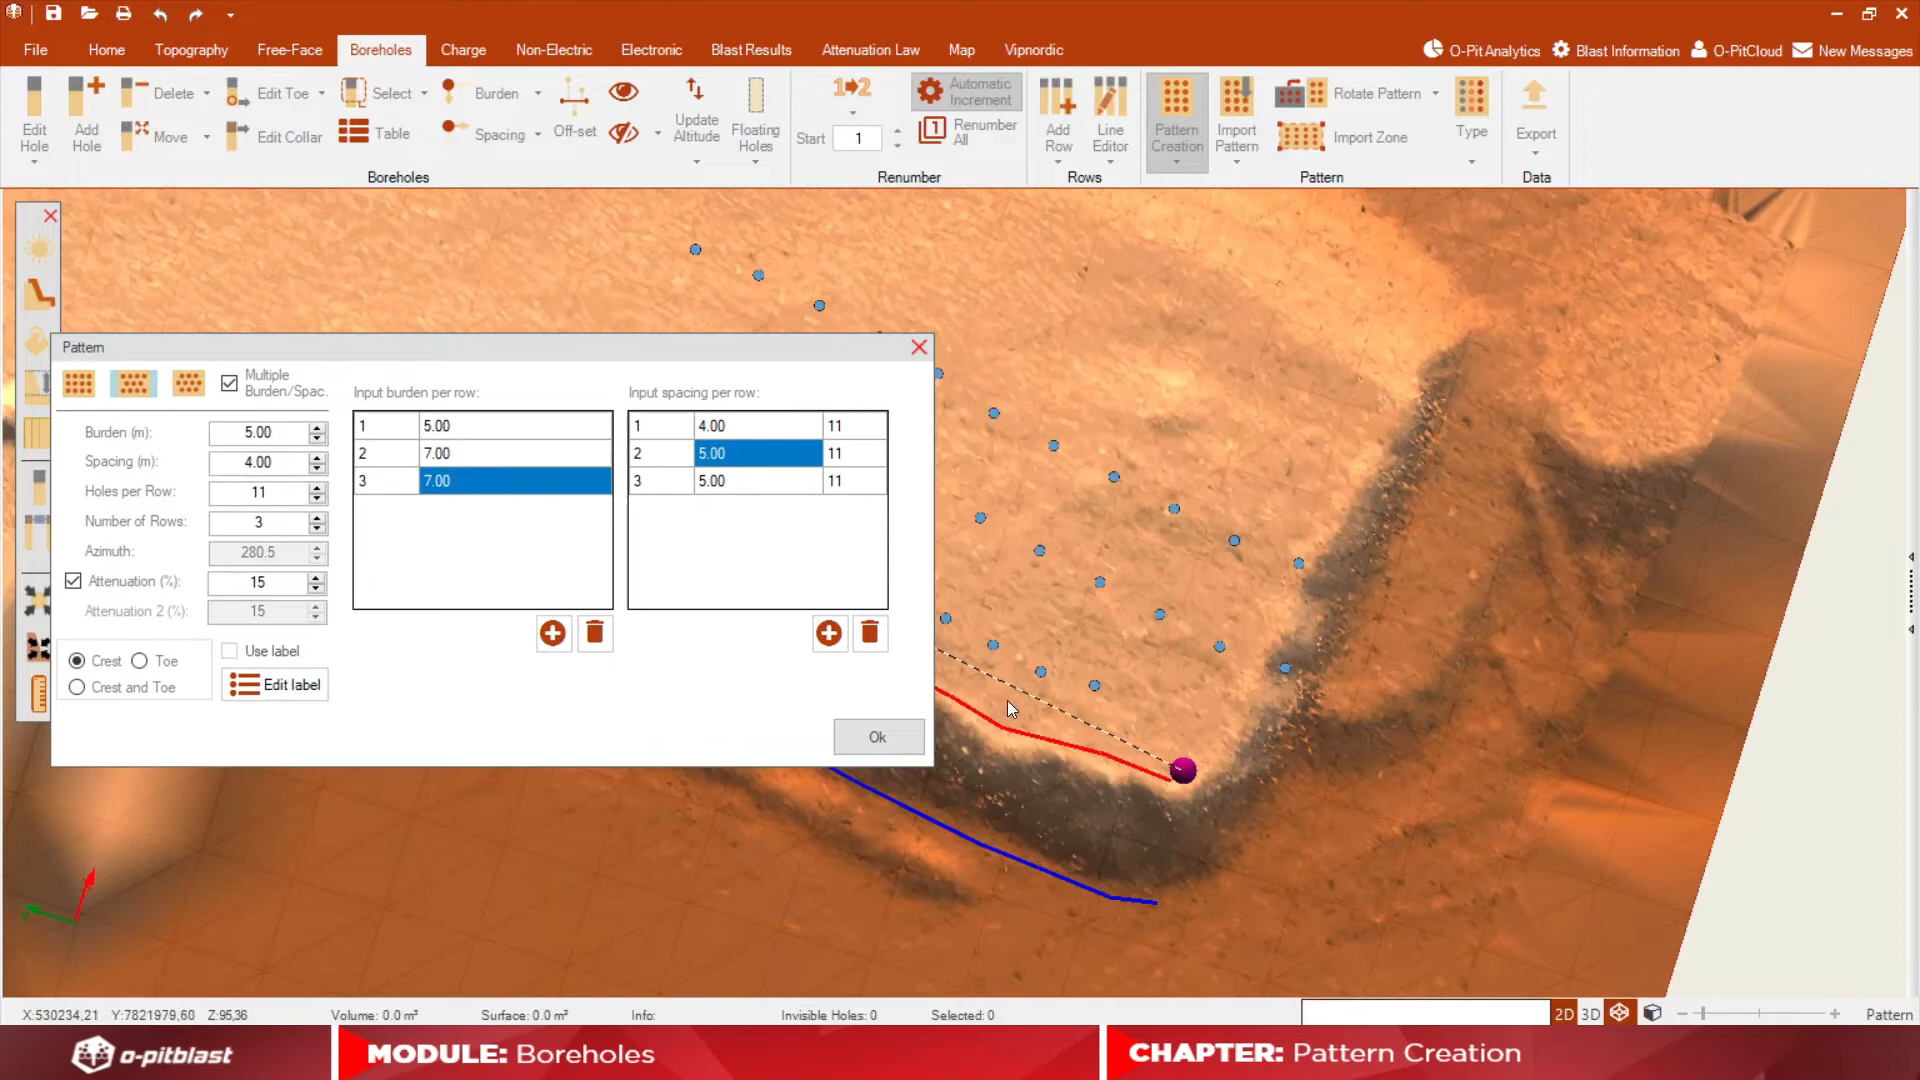 File
Home
Topography
Free-Face
Boreholes
Charge
Non-Electric
Electronic
Blast Results
Attenuation Law
Map
Vipnordic
O-Pit Analytics
Blast Information
O-PitCloud
New Messages
Edit Hole
Add Hole
Delete
Move
Edit Toe
Edit Collar
Select
Table
Burden
Spacing
Off-set
Update Altitude
Floating Holes
Boreholes
1➔2
Start 1
Automatic Increment
1 Renumber All
Renumber
Add Row
Line Editor
Rows
Pattern Creation
Import Pattern
Rotate Pattern
Import Zone
Type
Pattern
Export
Data
Pattern
Multiple Burden/Spac.
Burden (m): 5.00
Spacing (m): 4.00
Holes per Row: 11
Number of Rows: 3
Azimuth: 280.5
Attenuation (%): 15
Attenuation 2 (%): 15
Crest Toe
Crest and Toe
Use label
Edit label
Input burden per row:
1 5.00
2 7.00
3 7.00
Input spacing per row:
1 4.00 11
2 5.00 11
3 5.00 11
Ok
X:530234,21 Y:7821979,60 Z:95,36
Volume: 0.0 m³
Surface: 0.0 m²
Info:
Invisible Holes: 0
Selected: 0
2D 3D
Pattern
o-pitblast
MODULE: Boreholes
CHAPTER: Pattern Creation